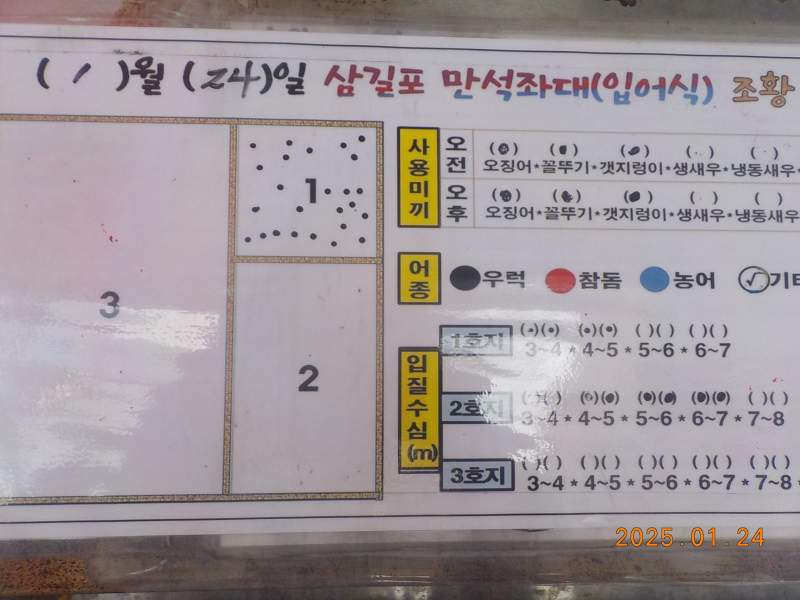 ( 1 )월 (24)일 삼길포 만석좌대(입어식) 조황
1
2
3
사용미끼
오전
(●) (●) (●) ( · ) ( · )
오징어*꼴뚜기*갯지렁이*생새우*냉동새우*
오후
(●) (●) (●) ( · ) ( )
오징어*꼴뚜기*갯지렁이*생새우*냉동새우*
어종
●우럭 ●참돔 ●농어 ✓기타
입질수심(m)
1호지
(•)(•) (•)(•) ( )( ) ( )( )
3~4 * 4~5 * 5~6 * 6~7
2호지
( )( ) (●)(●) (●)(●) (●)(●) ( )( )
3~4 * 4~5 * 5~6 * 6~7 * 7~8
3호지
( )( ) ( )( ) ( )( ) ( )( ) ( )( )
3~4 * 4~5 * 5~6 * 6~7 * 7~8 *
2025.01.24